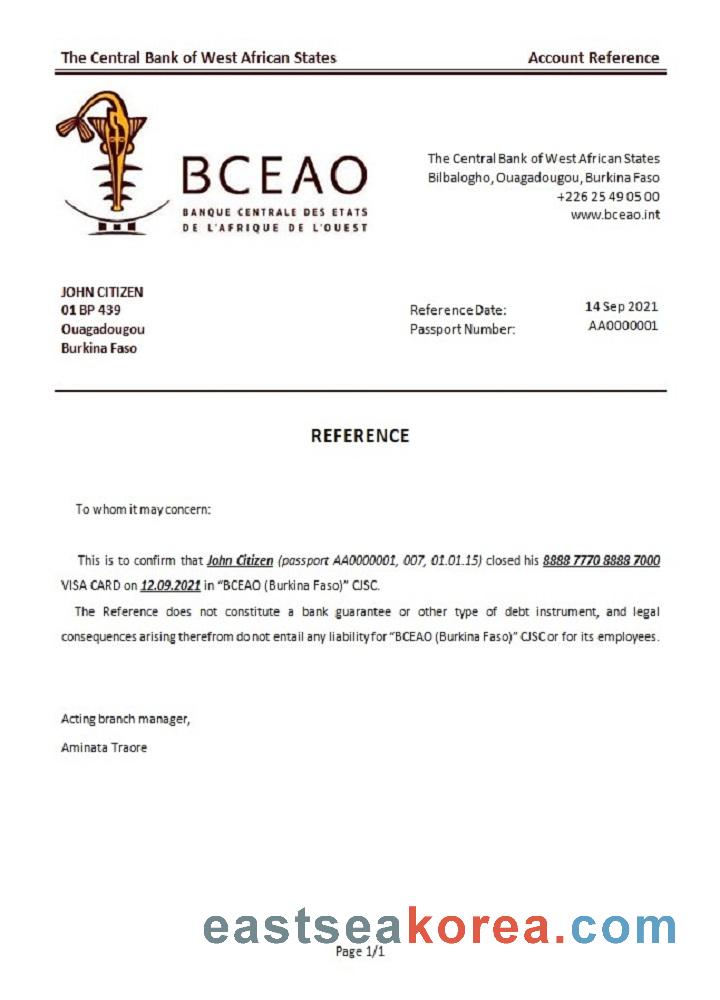 The Central Bank of West African States Account Reference
BCEAO
BANQUE CENTRALE DES ETATS
DE L'AFRIQUE DE L'OUEST
The Central Bank of West African States
Bilbalogho, Ouagadougou, Burkina Faso
+226 25 49 05 00
www.bceao.int
JOHN CITIZEN
01 BP 439
Ouagadougou
Burkina Faso
Reference Date: 14 Sep 2021
Passport Number: AA0000001
REFERENCE
To whom it may concern:
This is to confirm that John Citizen (passport AA0000001, 007, 01.01.15) closed his 8888 7770 8888 7000
VISA CARD on 12.09.2021 in “BCEAO (Burkina Faso)” CJSC.
The Reference does not constitute a bank guarantee or other type of debt instrument, and legal
consequences arising therefrom do not entail any liability for “BCEAO (Burkina Faso)” CJSC or for its employees.
Acting branch manager,
Aminata Traore
eastseakorea.com
Page 1/1